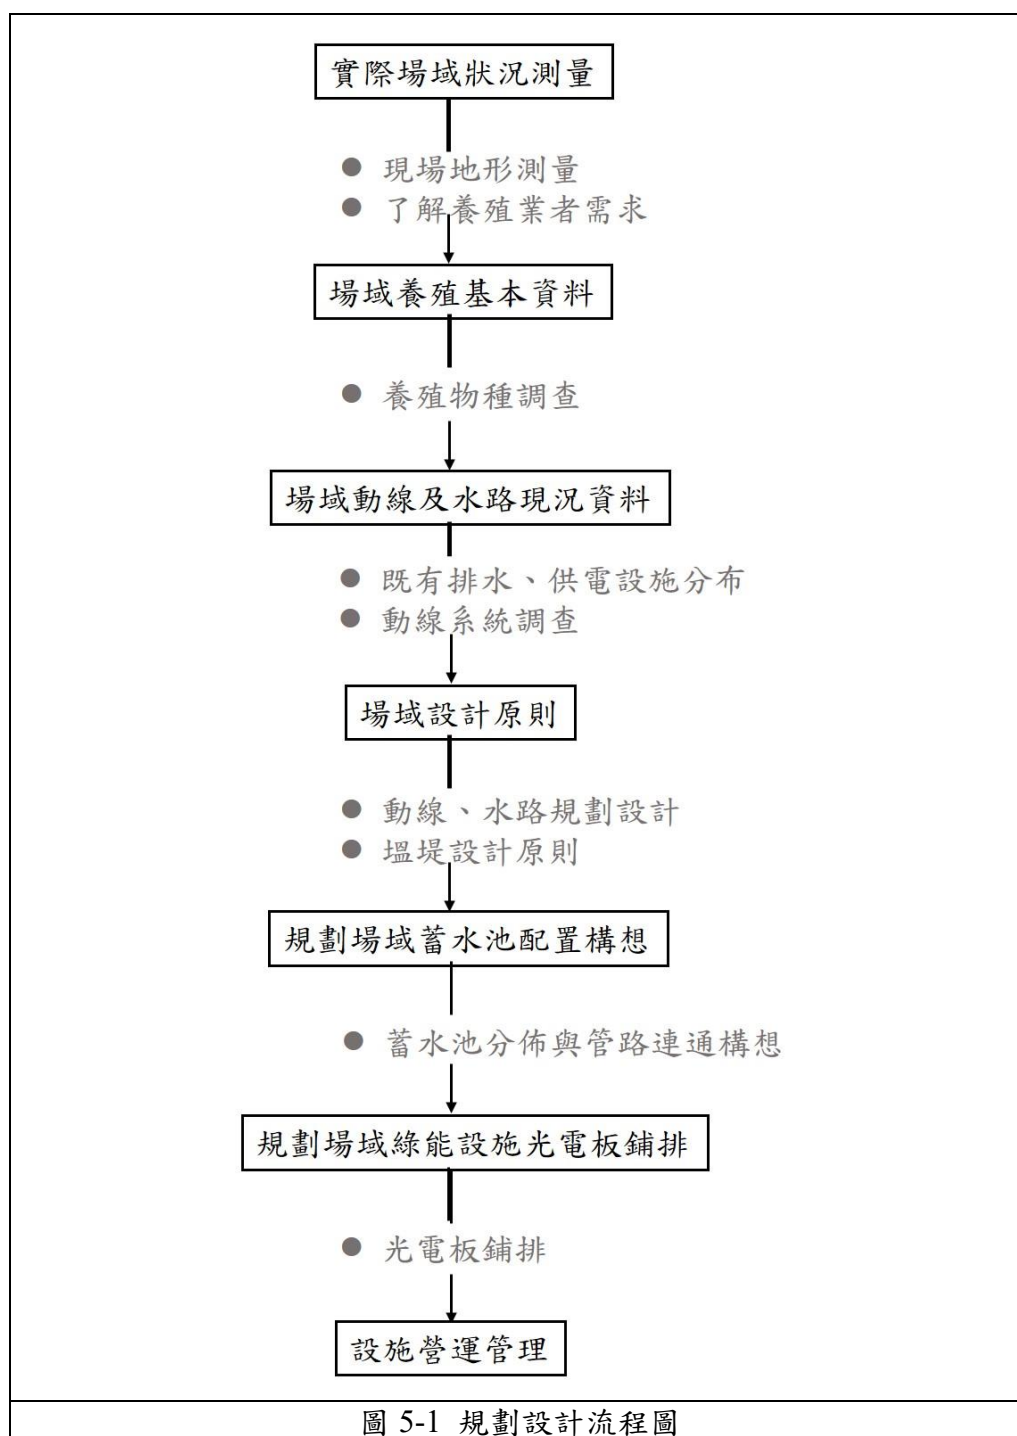 實際場域狀況測量
● 現場地形測量
● 了解養殖業者需求
場域養殖基本資料
● 養殖物種調查
場域動線及水路現況資料
● 既有排水、供電設施分布
● 動線系統調查
場域設計原則
● 動線、水路規劃設計
● 塭堤設計原則
規劃場域蓄水池配置構想
● 蓄水池分佈與管路連通構想
規劃場域綠能設施光電板鋪排
● 光電板鋪排
設施營運管理
圖 5-1 規劃設計流程圖